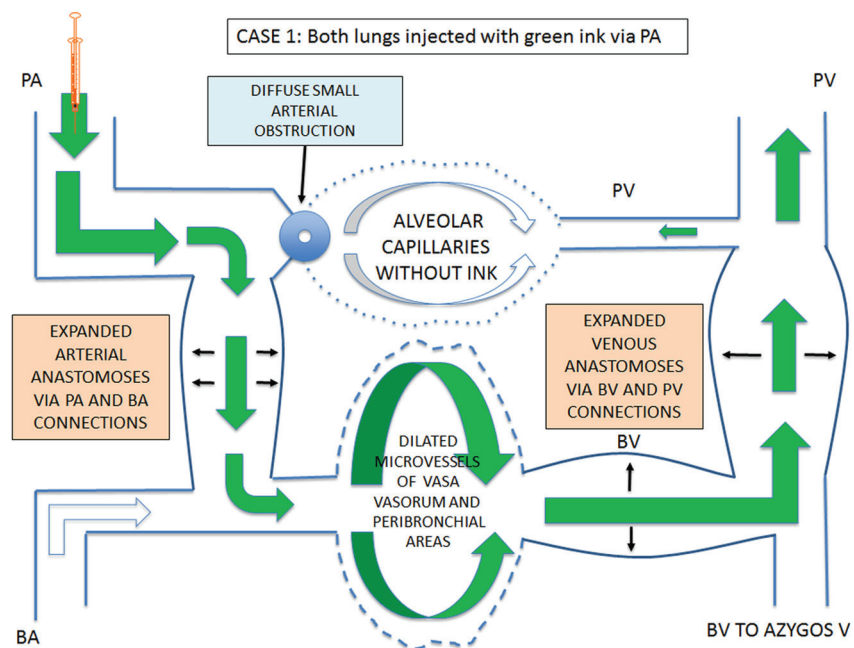 CASE 1: Both lungs injected with green ink via PA
PA
PV
DIFFUSE SMALL
ARTERIAL
OBSTRUCTION
PV
ALVEOLAR
CAPILLARIES
WITHOUT INK
EXPANDED
ARTERIAL
ANASTOMOSES
VIA PA AND BA
CONNECTIONS
EXPANDED
VENOUS
ANASTOMOSES
VIA BV AND PV
CONNECTIONS
BV
DILATED
MICROVESSELS
OF VASA
VASORUM AND
PERIBRONCHIAL
AREAS
BA
BV TO AZYGOS V